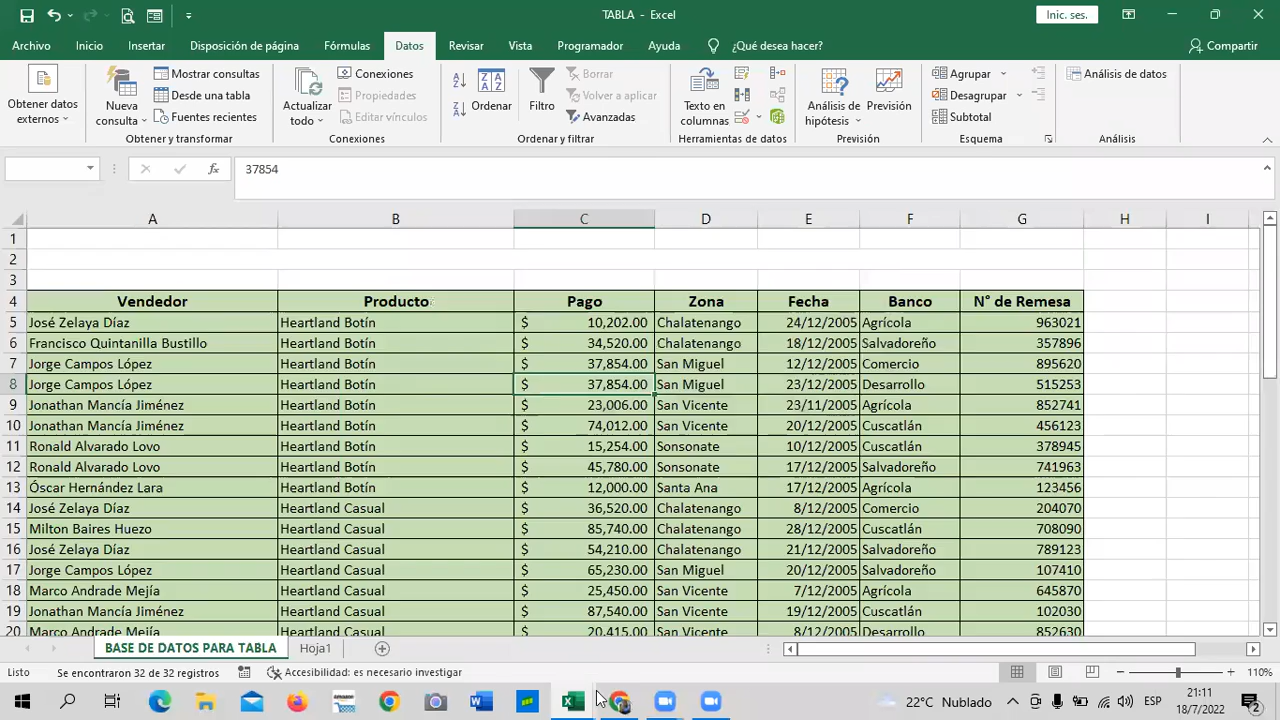 TABLA - Excel
Inic. ses.
Archivo Inicio Insertar Disposición de página Fórmulas Datos Revisar Vista Programador Ayuda ¿Qué desea hacer? Compartir
Obtener datos externos
Nueva consulta
Mostrar consultas
Desde una tabla
Fuentes recientes
Obtener y transformar
Actualizar todo
Conexiones
Propiedades
Editar vínculos
Conexiones
Ordenar
Filtro
Borrar
Volver a aplicar
Avanzadas
Ordenar y filtrar
Texto en columnas
Herramientas de datos
Análisis de hipótesis
Previsión
Previsión
Agrupar
Desagrupar
Subtotal
Esquema
Análisis de datos
Análisis
fx 37854
A B C D E F G H I
1
2
3
4 Vendedor Producto Pago Zona Fecha Banco N° de Remesa
5 José Zelaya Díaz Heartland Botín $ 10,202.00 Chalatenango 24/12/2005 Agrícola 963021
6 Francisco Quintanilla Bustillo Heartland Botín $ 34,520.00 Chalatenango 18/12/2005 Salvadoreño 357896
7 Jorge Campos López Heartland Botín $ 37,854.00 San Miguel 12/12/2005 Comercio 895620
8 Jorge Campos López Heartland Botín $ 37,854.00 San Miguel 23/12/2005 Desarrollo 515253
9 Jonathan Mancía Jiménez Heartland Botín $ 23,006.00 San Vicente 23/11/2005 Agrícola 852741
10 Jonathan Mancía Jiménez Heartland Botín $ 74,012.00 San Vicente 20/12/2005 Cuscatlán 456123
11 Ronald Alvarado Lovo Heartland Botín $ 15,254.00 Sonsonate 10/12/2005 Cuscatlán 378945
12 Ronald Alvarado Lovo Heartland Botín $ 45,780.00 Sonsonate 17/12/2005 Salvadoreño 741963
13 Óscar Hernández Lara Heartland Botín $ 12,000.00 Santa Ana 17/12/2005 Agrícola 123456
14 José Zelaya Díaz Heartland Casual $ 36,520.00 Chalatenango 8/12/2005 Comercio 204070
15 Milton Baires Huezo Heartland Casual $ 85,740.00 Chalatenango 28/12/2005 Cuscatlán 708090
16 José Zelaya Díaz Heartland Casual $ 54,210.00 Chalatenango 21/12/2005 Salvadoreño 789123
17 Jorge Campos López Heartland Casual $ 65,230.00 San Miguel 20/12/2005 Salvadoreño 107410
18 Marco Andrade Mejía Heartland Casual $ 25,450.00 San Vicente 7/12/2005 Agrícola 645870
19 Jonathan Mancía Jiménez Heartland Casual $ 87,540.00 San Vicente 19/12/2005 Cuscatlán 102030
20 Marco Andrade Mejía Heartland Casual $ 20,415.00 San Vicente 8/12/2005 Desarrollo 852630
BASE DE DATOS PARA TABLA Hoja1
Listo Se encontraron 32 de 32 registros Accesibilidad: es necesario investigar 110%
22°C Nublado ESP 21:11
18/7/2022 2